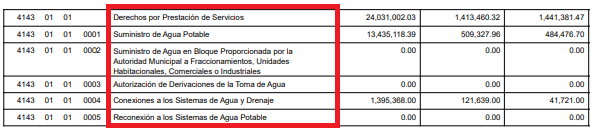 4143 01 01 Derechos por Prestación de Servicios 24,031,002.03 1,413,460.32 1,441,381.47
4143 01 01 0001 Suministro de Agua Potable 13,435,118.39 509,327.96 484,476.70
4143 01 01 0002 Suministro de Agua en Bloque Proporcionada por la 0.00 0.00 0.00
Autoridad Municipal a Fraccionamientos, Unidades
Habitacionales, Comerciales o Industriales
4143 01 01 0003 Autorización de Derivaciones de la Toma de Agua 0.00 0.00 0.00
4143 01 01 0004 Conexiones a los Sistemas de Agua y Drenaje 1,395,368.00 121,639.00 41,721.00
4143 01 01 0005 Reconexión a los Sistemas de Agua Potable 0.00 0.00 0.00